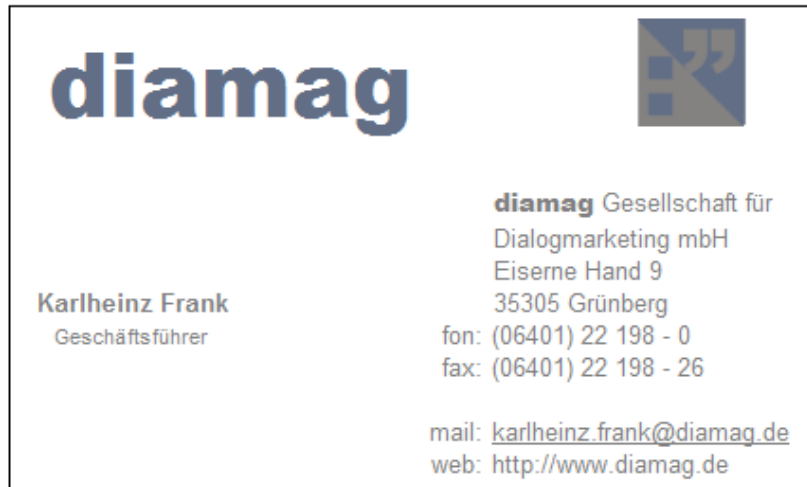 diamag
diamag Gesellschaft für
Dialogmarketing mbH
Eiserne Hand 9
35305 Grünberg
Karlheinz Frank
Geschäftsführer
fon: (06401) 22 198 - 0
fax: (06401) 22 198 - 26
mail: karlheinz.frank@diamag.de
web: http://www.diamag.de